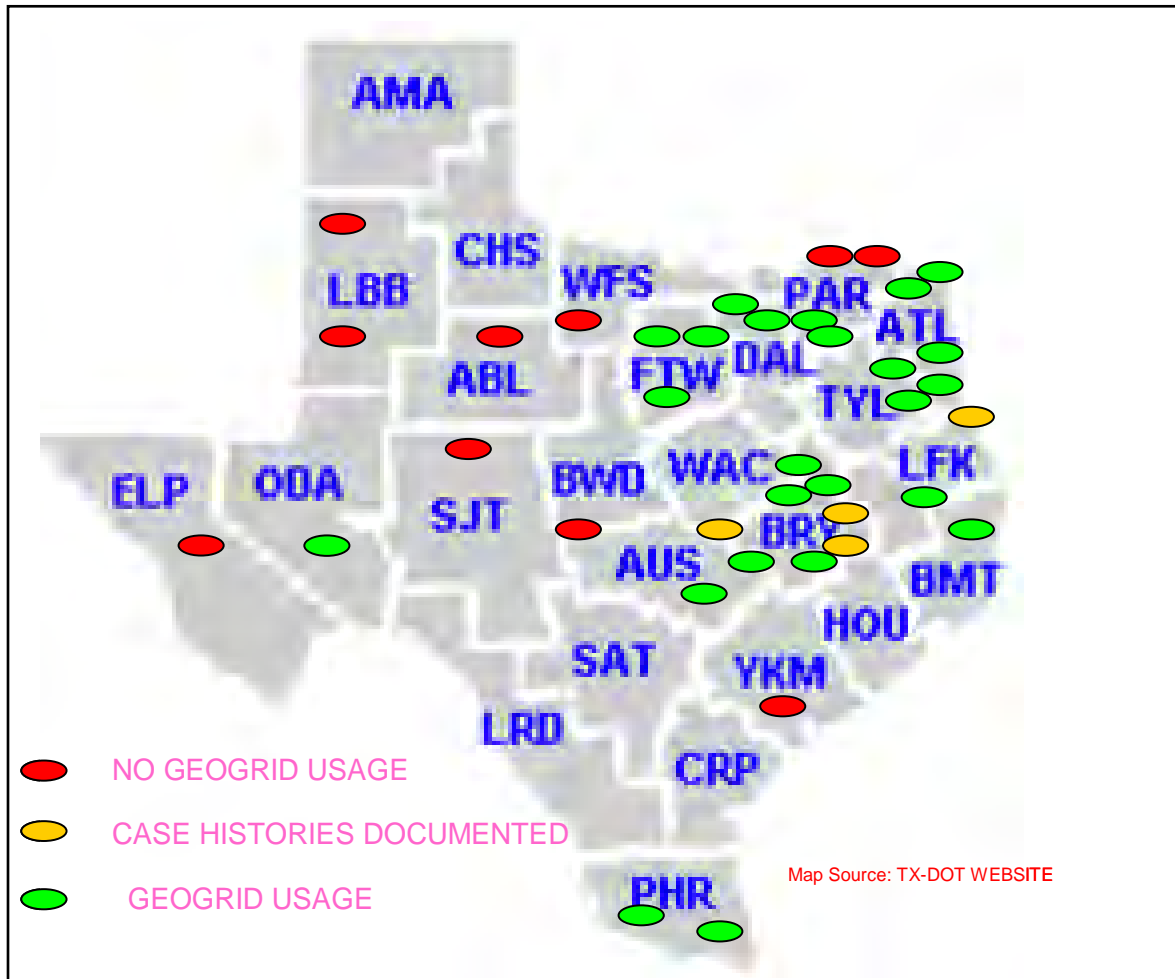 AMA
CHS
WFS
LBB
PAR
ATL
DAL
FTW
ABL
TYL
LFK
WAC
BWD
ODA
ELP
SJT
BRY
AUS
BMT
HOU
SAT
YKM
LRD
CRP
NO GEOGRID USAGE
CASE HISTORIES DOCUMENTED
GEOGRID USAGE
Map Source: TX-DOT WEBSITE
PHR